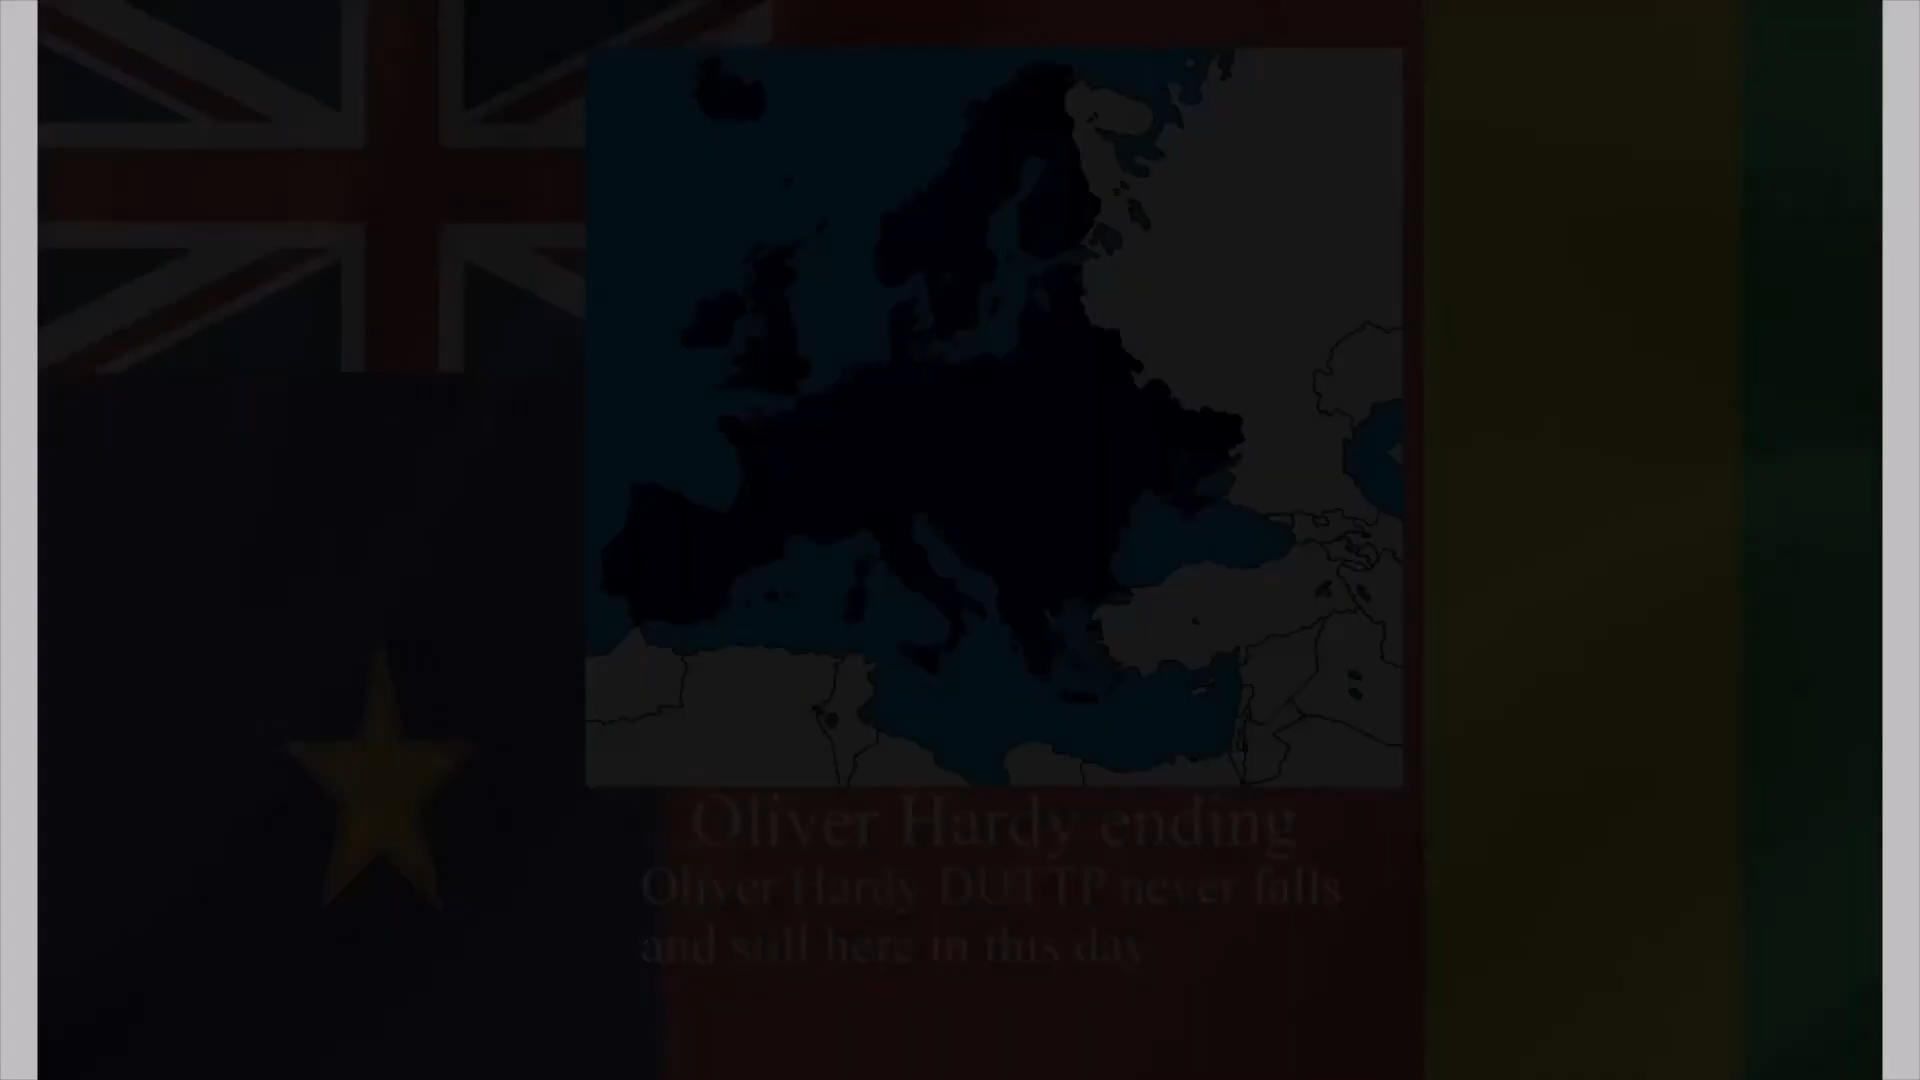 Oliver Hardy ending
Oliver Hardy DUTTP never falls
and still here in this day